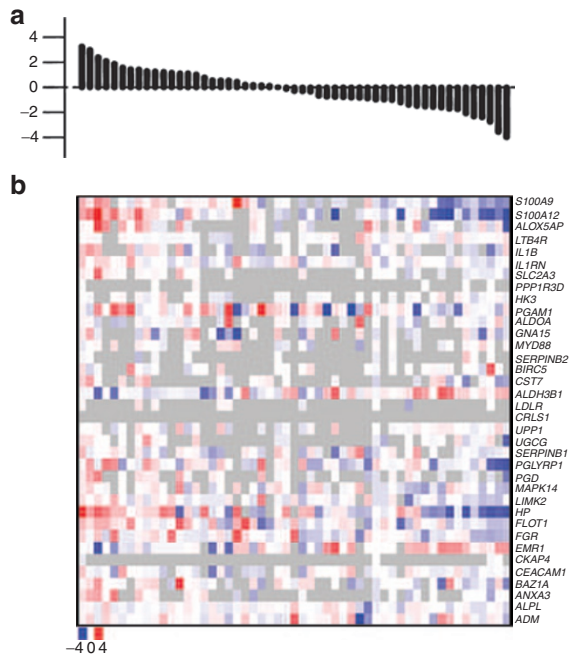 a
4
2
0
−2
−4
b
S100A9
S100A12
ALOX5AP
LTB4R
IL1B
IL1RN
SLC2A3
PPP1R3D
HK3
PGAM1
ALDOA
GNA15
MYD88
SERPINB2
BIRC5
CST7
ALDH3B1
LDLR
CRLS1
UPP1
UGCG
SERPINB1
PGLYRP1
PGD
MAPK14
LIMK2
HP
FLOT1
FGR
EMR1
CKAP4
CEACAM1
BAZ1A
ANXA3
ALPL
ADM
−4 0 4